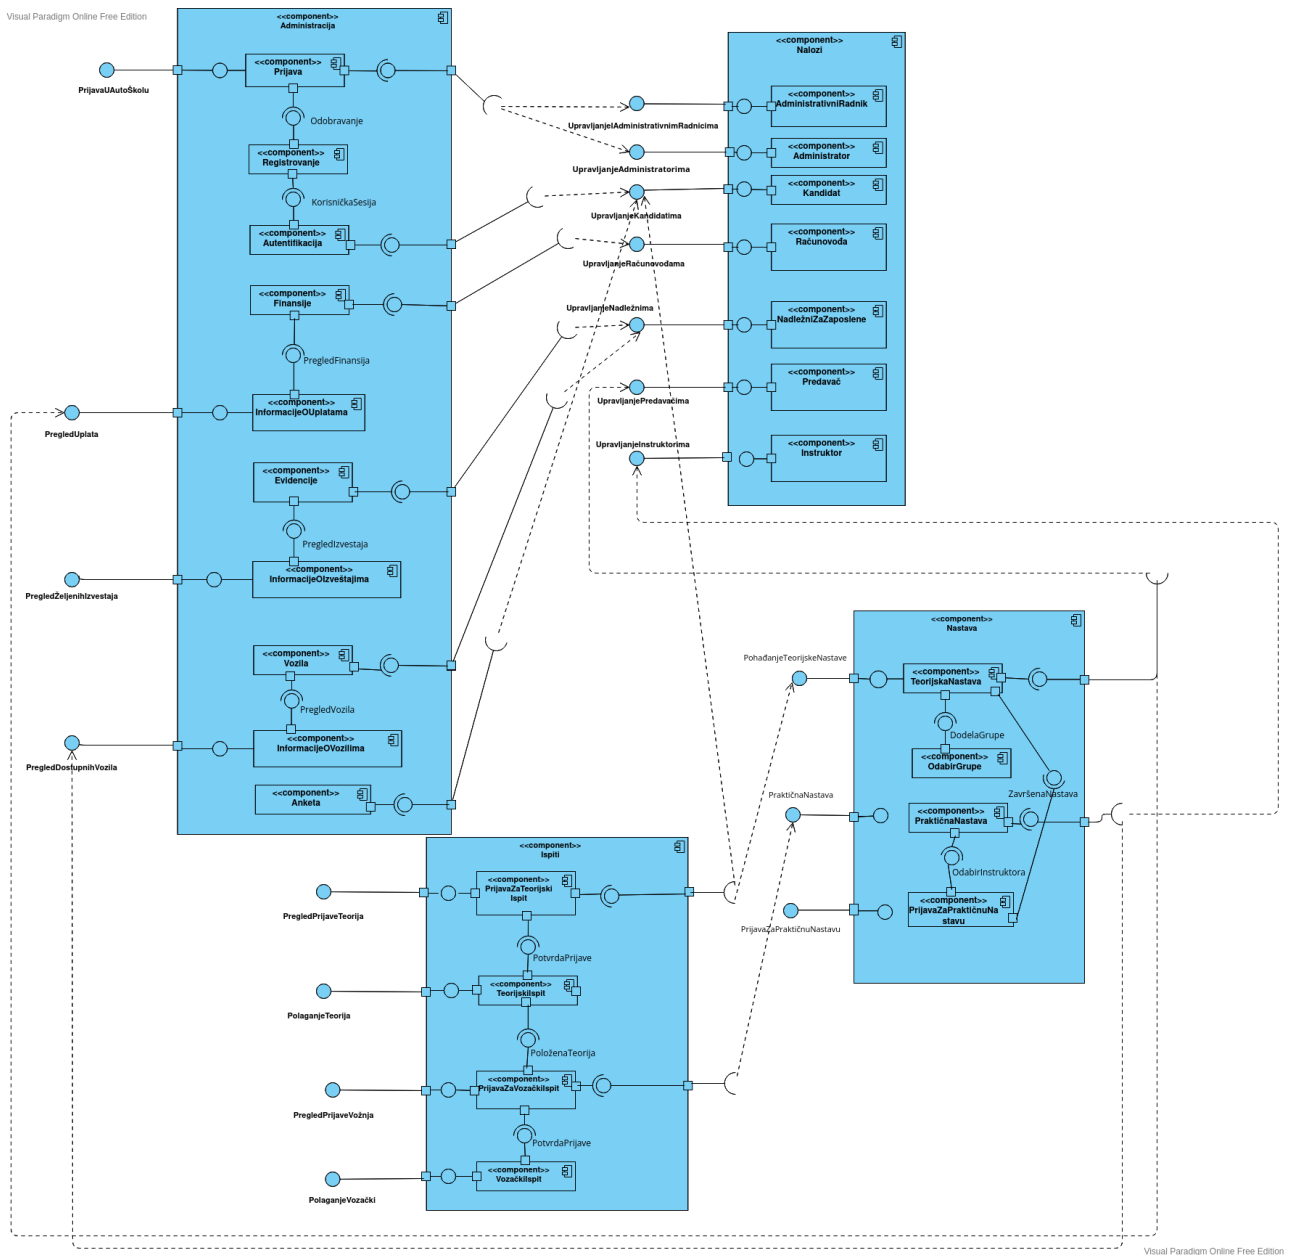 Visual Paradigm Online Free Edition
<<component>>
Administracija
<<component>>
Prijava
PrijavaUAutoŠkolu
Odobravanje
<<component>>
Registrovanje
KorisničkaSesija
<<component>>
Autentifikacija
<<component>>
Finansije
PregledFinansija
<<component>>
InformacijeOUplatama
PregledUplata
<<component>>
Evidencije
PregledIzvestaja
<<component>>
InformacijeOIzveštajima
PregledŽeljenihIzvestaja
<<component>>
Vozila
PregledVozila
<<component>>
InformacijeOVozilima
PregledDostupnihVozila
<<component>>
Anketa
<<component>>
Nalozi
<<component>>
AdministrativniRadnik
UpravljanjeIAdministrativnimRadnicima
<<component>>
Administrator
UpravljanjeAdministratorima
<<component>>
Kandidat
UpravljanjeKandidatima
<<component>>
Računovođa
UpravljanjeRačunovođama
UpravljanjeNadležnima
<<component>>
NadležniZaZaposlene
<<component>>
Predavač
UpravljanjePredavačima
UpravljanjeInstruktorima
<<component>>
Instruktor
<<component>>
Nastava
PohađanjeTeorijskeNastave
<<component>>
TeorijskaNastava
DodelaGrupe
<<component>>
OdabirGrupe
ZavršenaNastava
PraktičnaNastava
<<component>>
PraktičnaNastava
OdabirInstruktora
<<component>>
PrijavaZaPraktičnuNa
stavu
PrijavaZaPraktičnuNastavu
<<component>>
Ispiti
<<component>>
PrijavaZaTeorijski
Ispit
PregledPrijaveTeorija
PotvrdaPrijave
<<component>>
TeorijskiIspit
PolaganjeTeorija
PoloženaTeorija
<<component>>
PrijavaZaVozačkiIspit
PregledPrijaveVožnja
PotvrdaPrijave
<<component>>
VozačkiIspit
PolaganjeVozački
Visual Paradigm Online Free Edition